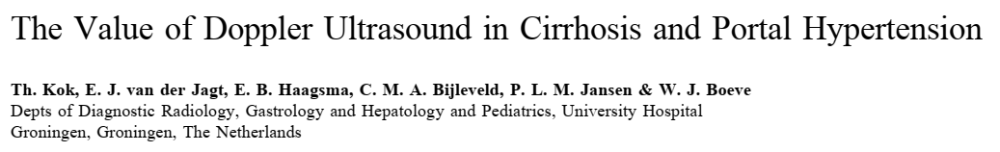 The Value of Doppler Ultrasound in Cirrhosis and Portal Hypertension
Th. Kok, E. J. van der Jagt, E. B. Haagsma, C. M. A. Bijleveld, P. L. M. Jansen & W. J. Boeve
Depts of Diagnostic Radiology, Gastrology and Hepatology and Pediatrics, University Hospital
Groningen, Groningen, The Netherlands